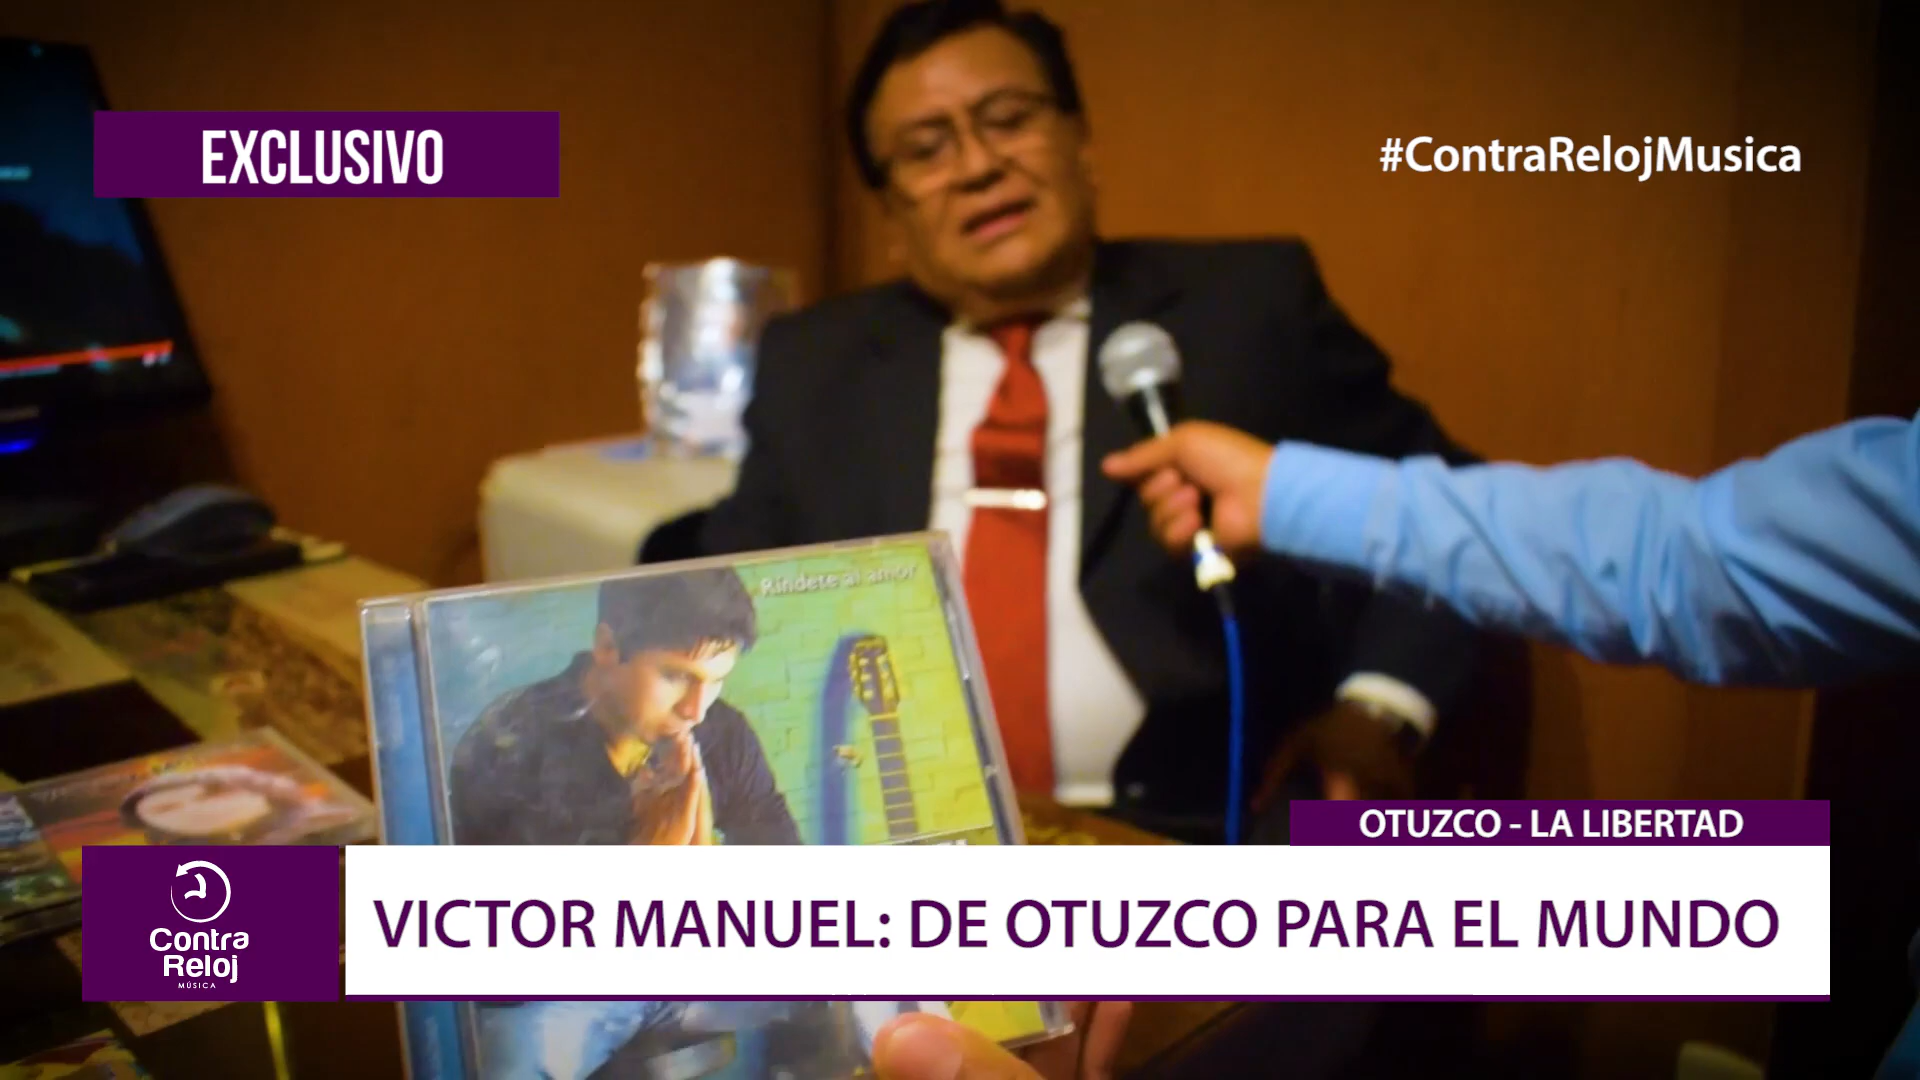 EXCLUSIVO
#ContraRelojMusica
Ríndete al amor
OTUZCO - LA LIBERTAD
Contra
Reloj
MÚSICA
VICTOR MANUEL: DE OTUZCO PARA EL MUNDO